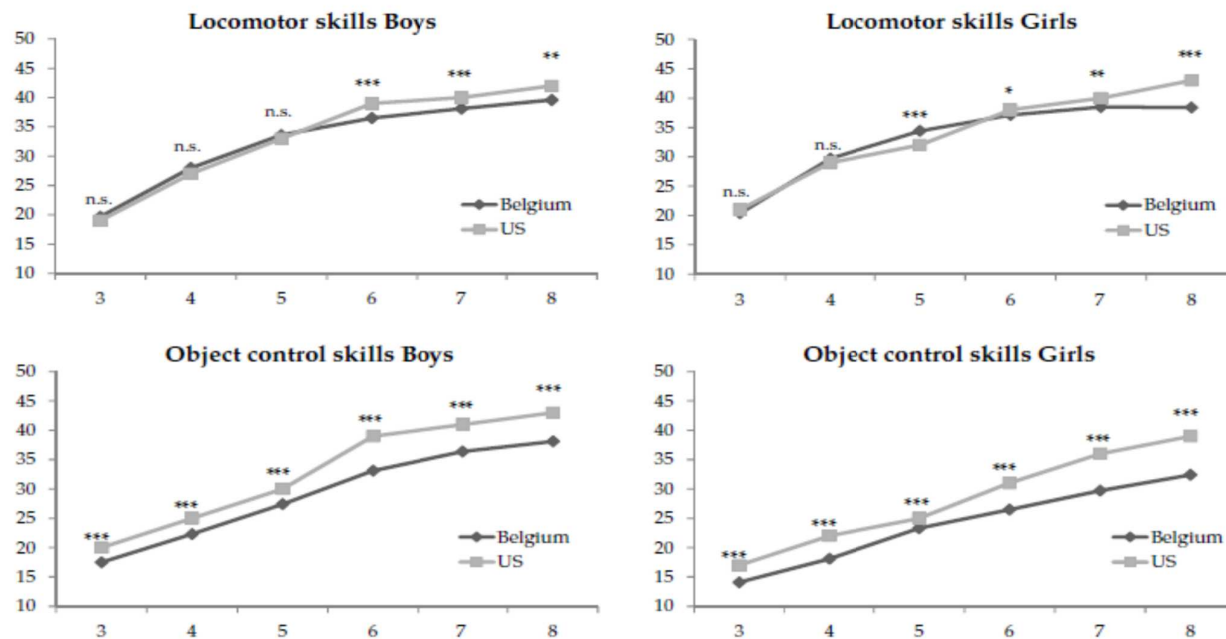 Locomotor skills Boys
50
45
40
35
30
25
20
15
10
n.s.
n.s.
n.s.
***
***
**
Belgium
US
3 4 5 6 7 8
Locomotor skills Girls
50
45
40
35
30
25
20
15
10
n.s.
n.s.
***
*
**
***
Belgium
US
3 4 5 6 7 8
Object control skills Boys
50
45
40
35
30
25
20
15
10
***
***
***
***
***
***
Belgium
US
3 4 5 6 7 8
Object control skills Girls
50
45
40
35
30
25
20
15
10
***
***
***
***
***
***
Belgium
US
3 4 5 6 7 8